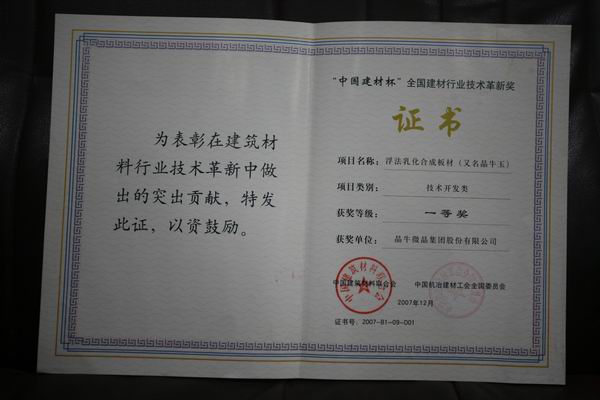 为表彰在建筑材
料行业技术革新中做
出的突出贡献，特发
此证，以资鼓励。
“中国建材杯”全国建材行业技术革新奖
证书
项目名称：浮法乳化合成板材（又名晶牛玉）
项目类别：技术开发类
获奖等级：一等奖
获奖单位：晶牛微晶集团股份有限公司
中国建筑材料联合会 中国机冶建材工会全国委员会
2007年12月
证书号：2007-B1-09-001